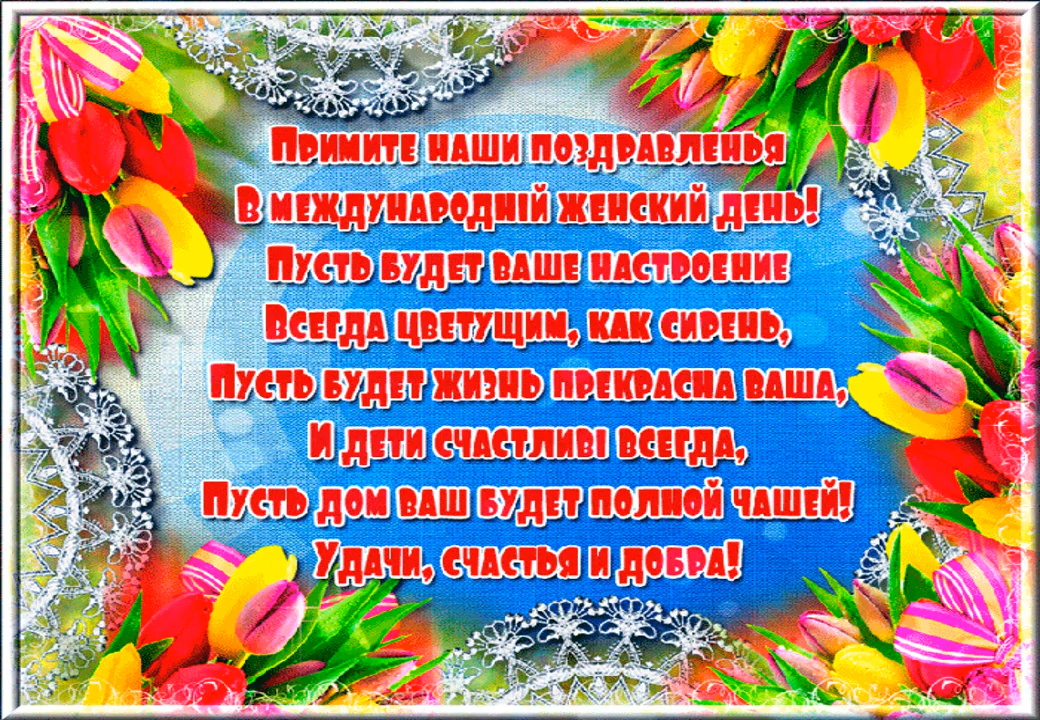 Примите наши поздравленья
В международній женский день!
Пусть будет ваше настроение
Всегда цветущим, как сирень,
Пусть будет жизнь прекрасна ваша,
И дети счастливі всегда,
Пусть дом ваш будет полной чашей!
Удачи, счастья и добра!